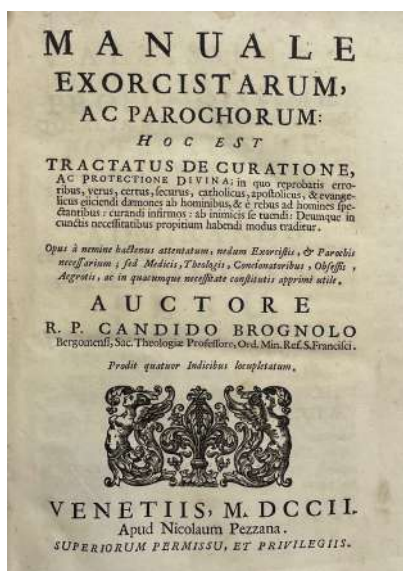 MANUALE
EXORCISTARUM,
AC PAROCHORUM:
HOC EST
TRACTATUS DE CURATIONE,
AC PROTECTIONE DIVINA; in quo reprobatis erro-
ribus, verus, certus, securus, catholicus, apostolicus, & evange-
licus eiiciendi dæmones ab hominibus, & è rebus ad homines spe-
ctantibus: curandi infirmos: ab inimicis se tuendi: Deumque in
cunctis necessitatibus propitium habendi modus traditur.
Opus à nemine hactenus attentatum, nedum Exorcistis, & Parochis
necessarium; sed Medicis, Theologis, Concionatoribus, Obsessis,
Aegrotis, ac in quacumque necessitate constitutis apprimè utile.
AUCTORE
R. P. CANDIDO BROGNOLO
Bergomensi, Sac. Theologiæ Professore, Ord. Min. Ref. S. Francisci.
Prodit quatuor Indicibus locupletatum.
VENETIIS, M. DCCII.
Apud Nicolaum Pezzana.
SUPERIORUM PERMISSU, ET PRIVILEGIIS.